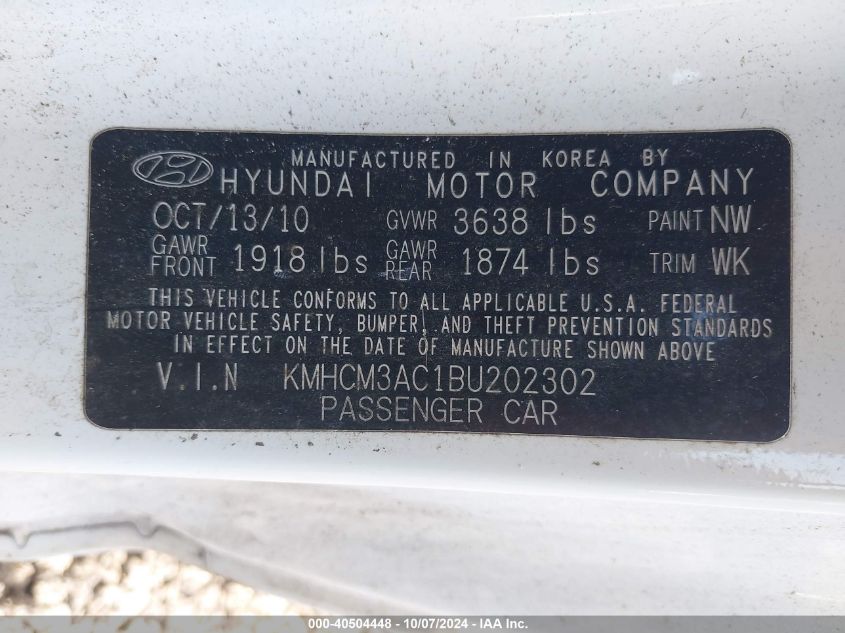 MANUFACTURED IN KOREA BY
HYUNDAI MOTOR COMPANY
OCT/13/10 GVWR 3638 lbs PAINT NW
GAWR FRONT 1918 lbs GAWR REAR 1874 lbs TRIM WK
THIS VEHICLE CONFORMS TO ALL APPLICABLE U.S.A. FEDERAL
MOTOR VEHICLE SAFETY, BUMPER, AND THEFT PREVENTION STANDARDS
IN EFFECT ON THE DATE OF MANUFACTURE SHOWN ABOVE
V.I.N KMHCM3AC1BU202302
PASSENGER CAR
000-40504448 - 10/07/2024 - IAA Inc.